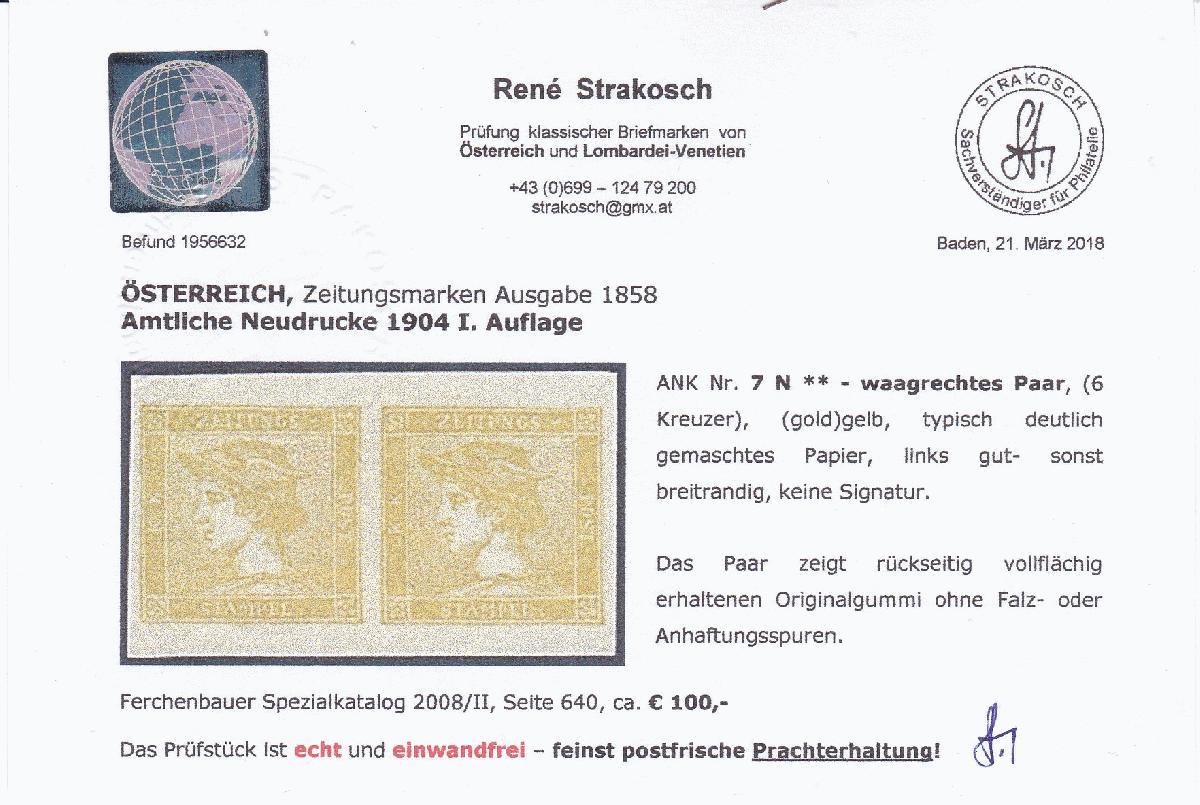 René Strakosch
Prüfung klassischer Briefmarken von
Österreich und Lombardei-Venetien
+43 (0)699 – 124 79 200
strakosch@gmx.at
STRAKOSCH
Sachverständiger für Philatelie
Befund 1956632
Baden, 21. März 2018
ÖSTERREICH, Zeitungsmarken Ausgabe 1858
Amtliche Neudrucke 1904 I. Auflage
ZEITUNGS
STÄMPEL
ZEITUNGS
STÄMPEL
ANK Nr. 7 N ** - waagrechtes Paar, (6
Kreuzer), (gold)gelb, typisch deutlich
gemaschtes Papier, links gut- sonst
breitrandig, keine Signatur.
Das Paar zeigt rückseitig vollflächig
erhaltenen Originalgummi ohne Falz- oder
Anhaftungsspuren.
Ferchenbauer Spezialkatalog 2008/II, Seite 640, ca. € 100,-
Das Prüfstück ist echt und einwandfrei – feinst postfrische Prachterhaltung!